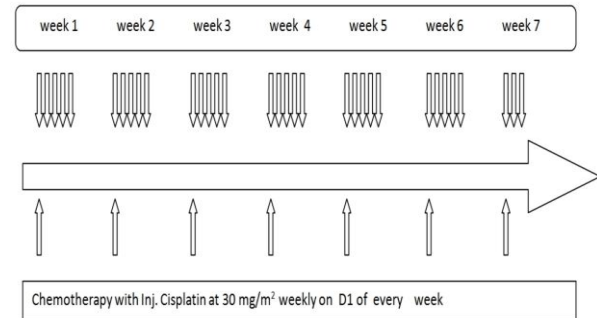 week 1 week 2 week 3 week 4 week 5 week 6 week 7
Chemotherapy with Inj. Cisplatin at 30 mg/m² weekly on D1 of every week